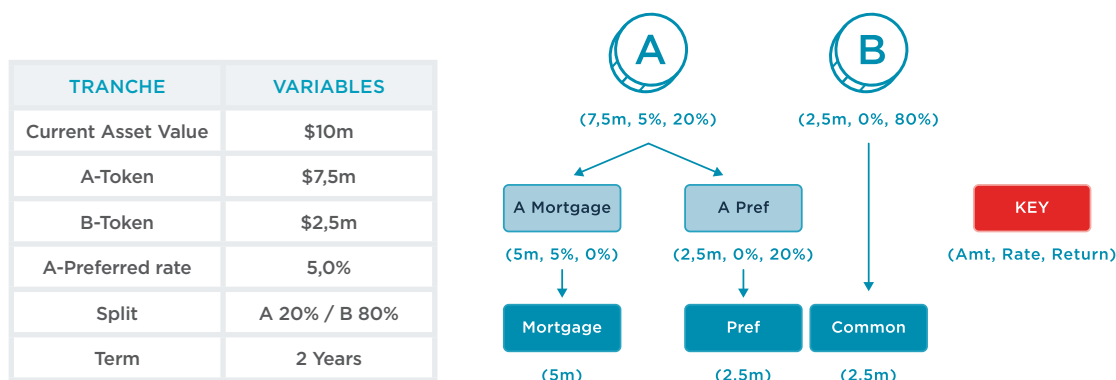 TRANCHE VARIABLES
Current Asset Value $10m
A-Token $7,5m
B-Token $2,5m
A-Preferred rate 5,0%
Split A 20% / B 80%
Term 2 Years
A B
(7,5m, 5%, 20%) (2,5m, 0%, 80%)
A Mortgage A Pref KEY
(5m, 5%, 0%) (2,5m, 0%, 20%) (Amt, Rate, Return)
Mortgage Pref Common
(5m) (2,5m) (2,5m)